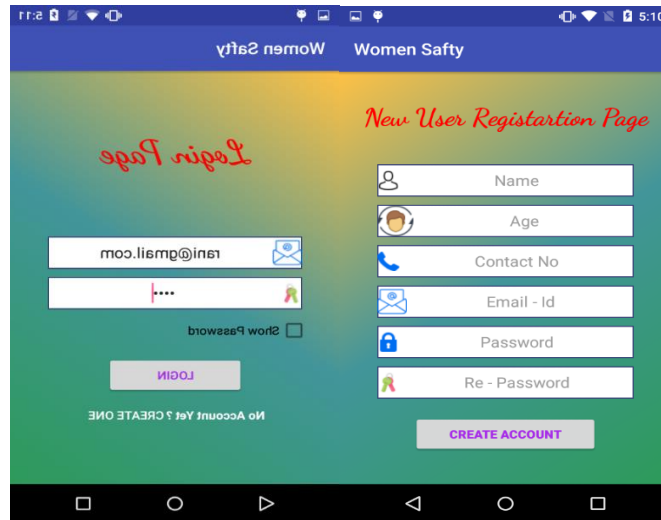 5:11
Women Safty
Login Page
rani@gmail.com
••••
Show Password
LOGIN
No Account Yet ? CREATE ONE
5:10
Women Safty
New User Registartion Page
Name
Age
Contact No
Email - Id
Password
Re - Password
CREATE ACCOUNT